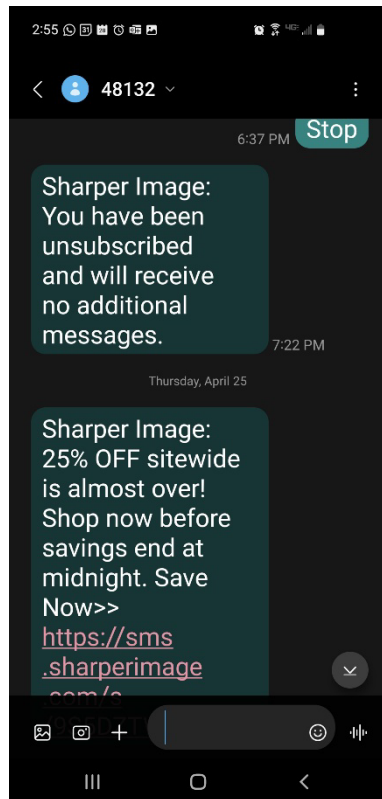 2:55
48132
6:37 PM Stop
Sharper Image:
You have been
unsubscribed
and will receive
no additional
messages.
7:22 PM
Thursday, April 25
Sharper Image:
25% OFF sitewide
is almost over!
Shop now before
savings end at
midnight. Save
Now>>
https://sms
.sharperimage
.com/s